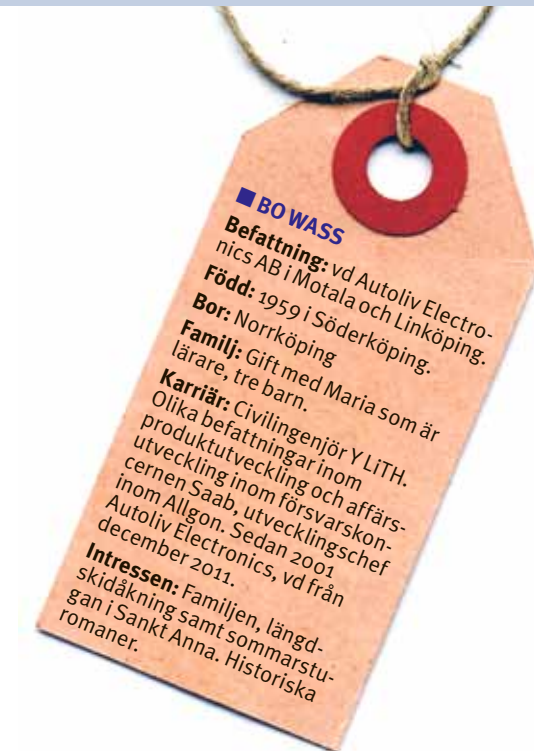 ■ BO WASS
Befattning: vd Autoliv Electro-
nics AB i Motala och Linköping.
Född: 1959 i Söderköping.
Bor: Norrköping
Familj: Gift med Maria som är
lärare, tre barn.
Karriär: Civilingenjör Y LiTH.
Olika befattningar inom
produktutveckling och affärs-
utveckling inom försvarskon-
cernen Saab, utvecklingschef
inom Allgon. Sedan 2001
Autoliv Electronics, vd från
december 2011.
Intressen: Familjen, längd-
skidåkning samt sommarstu-
gan i Sankt Anna. Historiska
romaner.